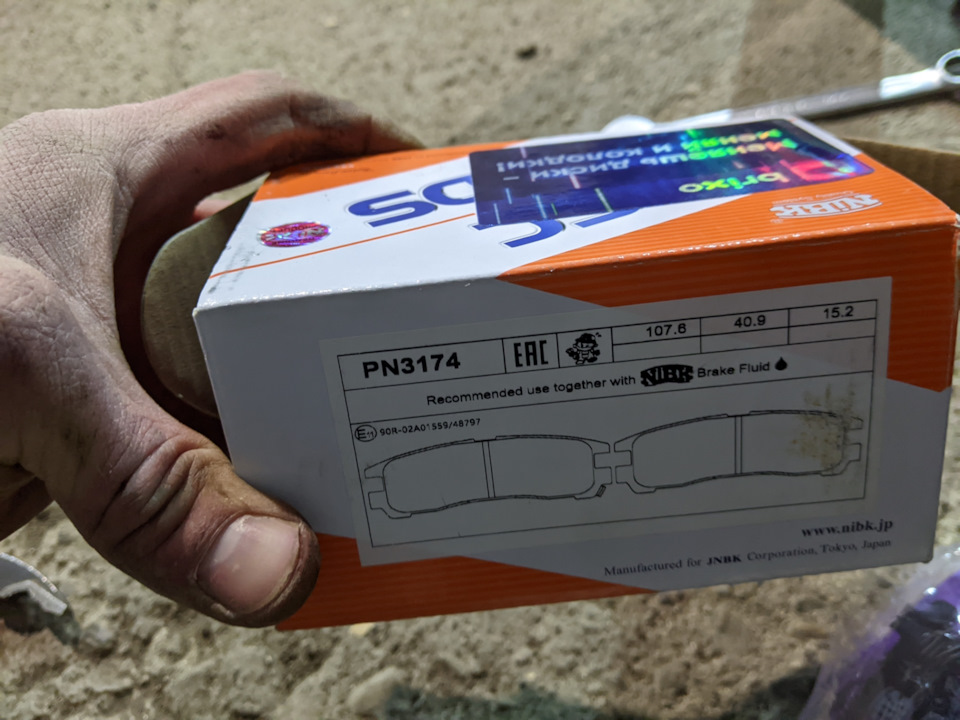 brixo
Меняешь диски –
меняй и колодки!
NiBK
PN3174
EAC
107.6
40.9
15.2
Recommended use together with NiBK Brake Fluid
E11 90R-02A01559/48797
www.nibk.jp
Manufactured for JNBK Corporation, Tokyo, Japan